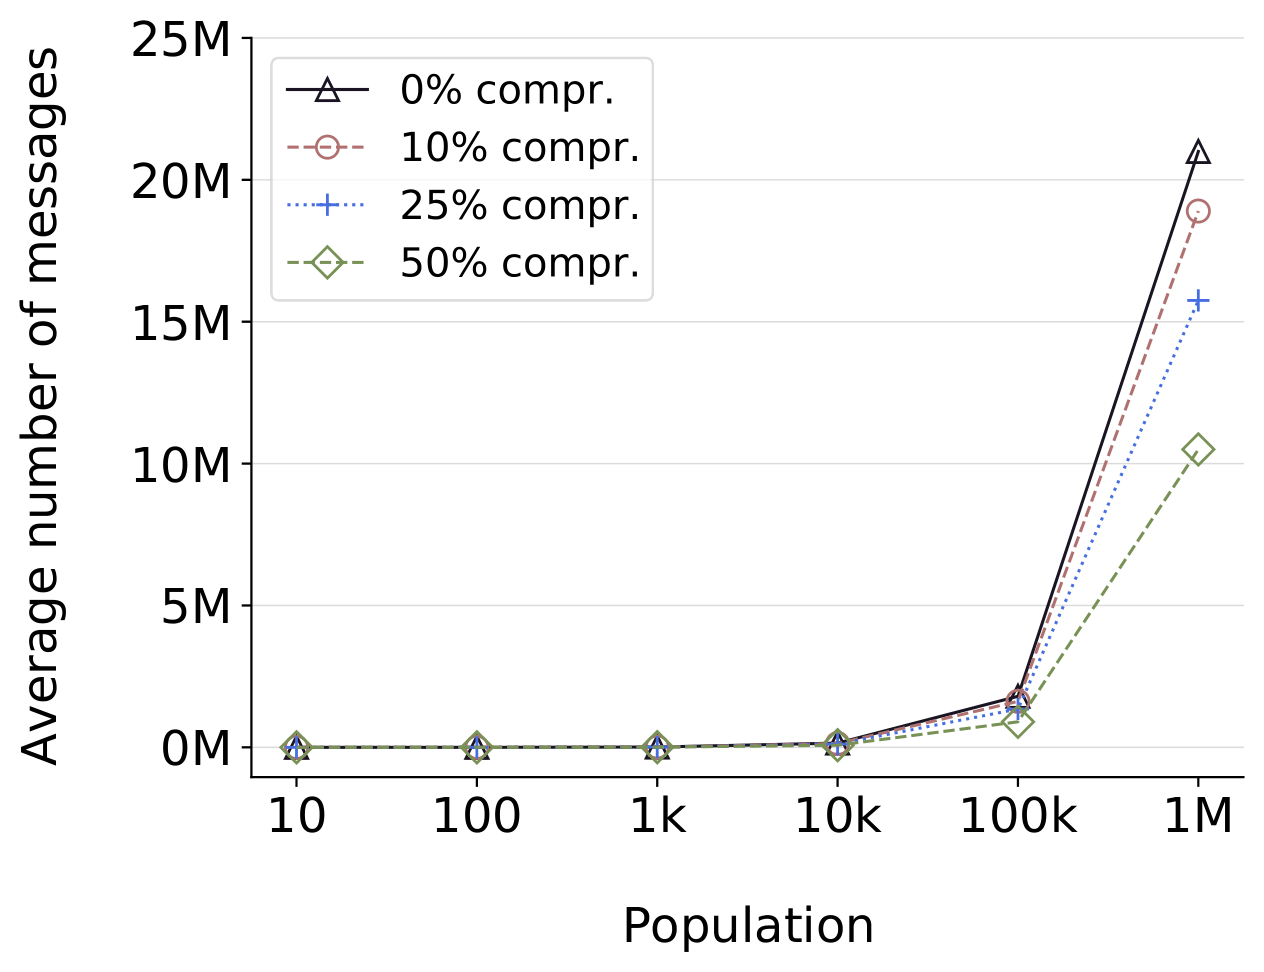 Average number of messages
25M
20M
15M
10M
5M
0M
0% compr.
10% compr.
25% compr.
50% compr.
10 100 1k 10k 100k 1M
Population